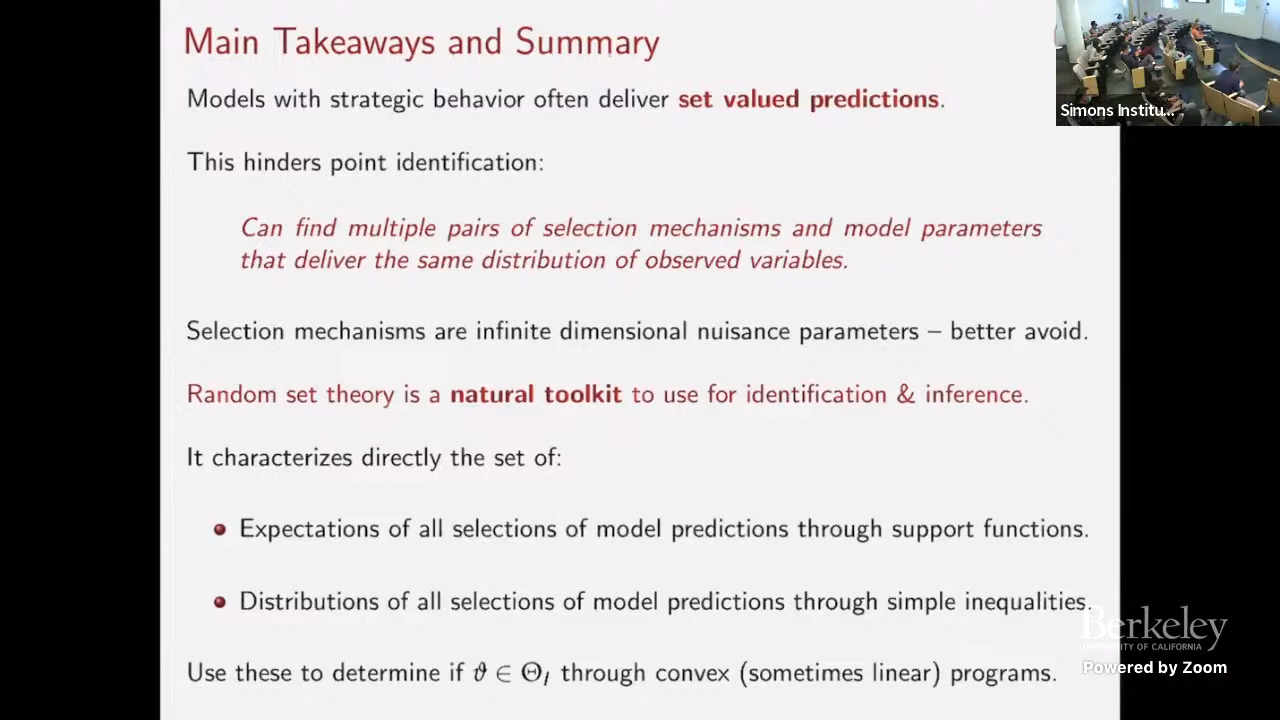 Main Takeaways and Summary
Models with strategic behavior often deliver set valued predictions.
This hinders point identification:
Can find multiple pairs of selection mechanisms and model parameters
that deliver the same distribution of observed variables.
Selection mechanisms are infinite dimensional nuisance parameters – better avoid.
Random set theory is a natural toolkit to use for identification & inference.
It characterizes directly the set of:
Expectations of all selections of model predictions through support functions.
Distributions of all selections of model predictions through simple inequalities.
Use these to determine if ϑ ∈ Θ_I through convex (sometimes linear) programs.
Simons Institu...
Berkeley
UNIVERSITY OF CALIFORNIA
Powered by Zoom